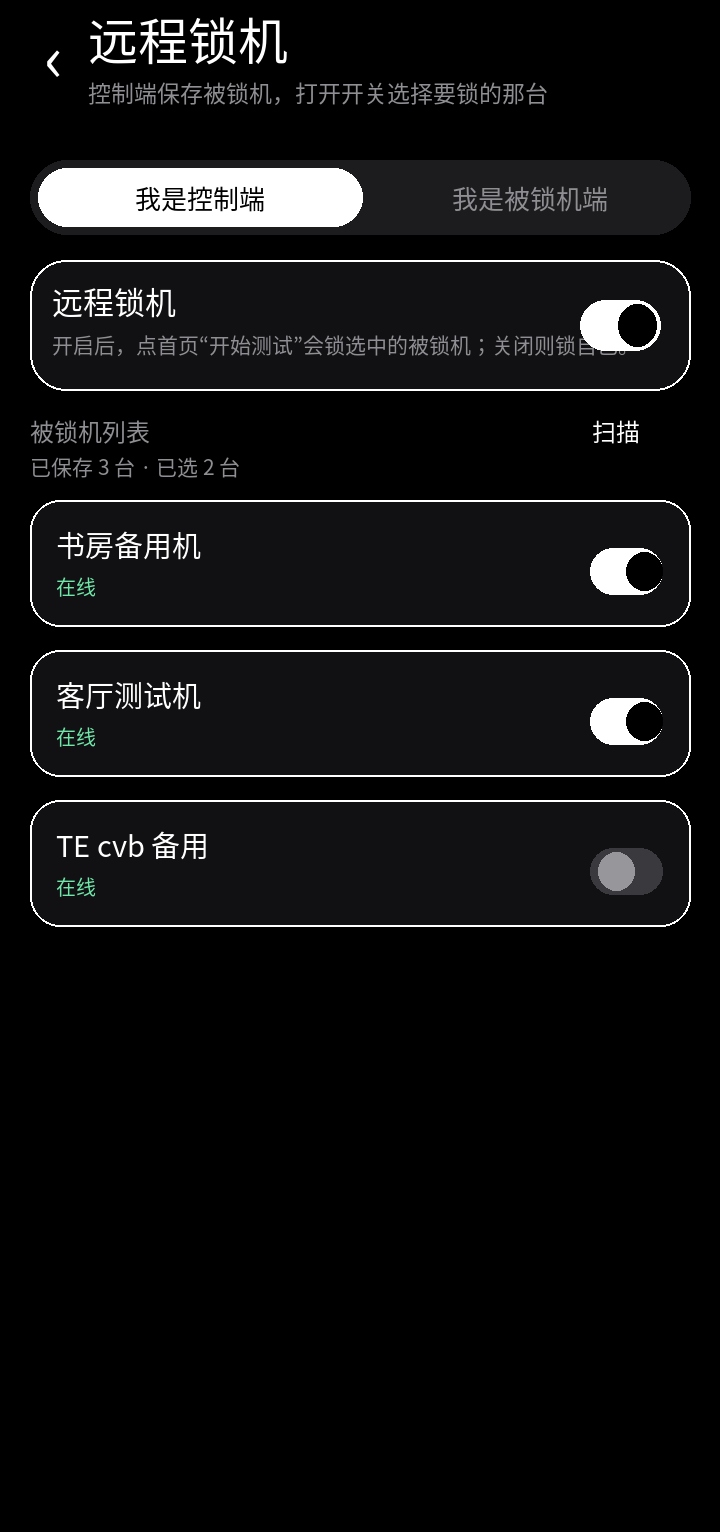 远程锁机
控制端保存被锁机，打开开关选择要锁的那台
我是控制端
我是被锁机端
远程锁机
开启后，点首页“开始测试”会锁选中的被锁机；关闭则锁自己。
被锁机列表
扫描
已保存 3 台 · 已选 2 台
书房备用机
在线
客厅测试机
在线
TE cvb 备用
在线